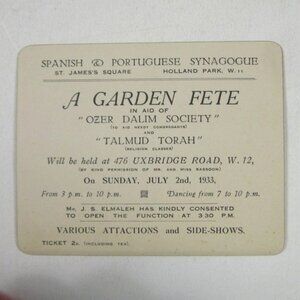 SPANISH & PORTUGUESE SYNAGOGUE
ST. JAMES'S SQUARE HOLLAND PARK, W. 11
A GARDEN FETE
IN AID OF
"OZER DALIM SOCIETY"
(TO AID NEEDY CONGREGANTS)
AND
"TALMUD TORAH"
(RELIGION CLASSES)
Will be held at 476 UXBRIDGE ROAD, W. 12,
(BY KIND PERMISSION OF MR. AND MISS SASSOON)
On SUNDAY, JULY 2nd, 1933,
From 3 p.m. to 10 p.m. Dancing from 7 to 10 p.m.
MR. J. S. ELMALEH HAS KINDLY CONSENTED
TO OPEN THE FUNCTION AT 3.30 P.M.
VARIOUS ATTACTIONS and SIDE-SHOWS.
TICKET 2s. (INCLUDING TEA).